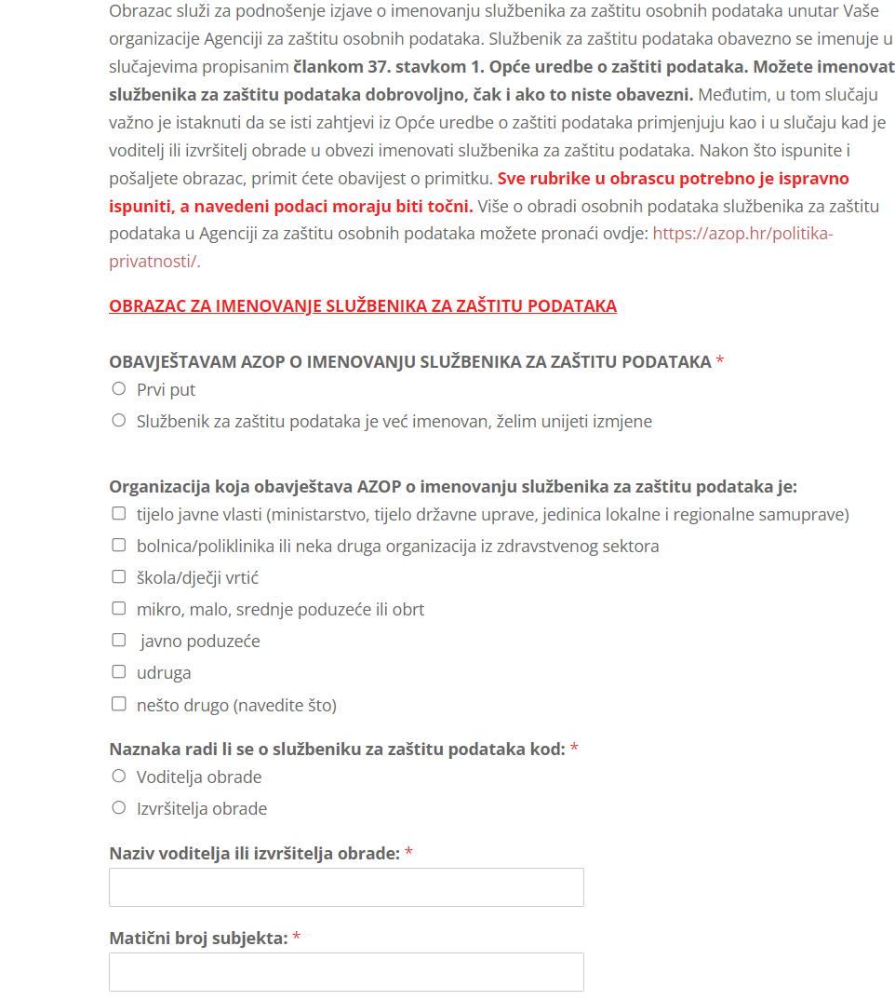 Obrazac služi za podnošenje izjave o imenovanju službenika za zaštitu osobnih podataka unutar Vaše
organizacije Agenciji za zaštitu osobnih podataka. Službenik za zaštitu podataka obavezno se imenuje u
slučajevima propisanim člankom 37. stavkom 1. Opće uredbe o zaštiti podataka. Možete imenovat
službenika za zaštitu podataka dobrovoljno, čak i ako to niste obavezni. Međutim, u tom slučaju
važno je istaknuti da se isti zahtjevi iz Opće uredbe o zaštiti podataka primjenjuju kao i u slučaju kad je
voditelj ili izvršitelj obrade u obvezi imenovati službenika za zaštitu podataka. Nakon što ispunite i
pošaljete obrazac, primit ćete obavijest o primitku. Sve rubrike u obrascu potrebno je ispravno
ispuniti, a navedeni podaci moraju biti točni. Više o obradi osobnih podataka službenika za zaštitu
podataka u Agenciji za zaštitu osobnih podataka možete pronaći ovdje: https://azop.hr/politika-
privatnosti/.
OBRAZAC ZA IMENOVANJE SLUŽBENIKA ZA ZAŠTITU PODATAKA
OBAVJEŠTAVAM AZOP O IMENOVANJU SLUŽBENIKA ZA ZAŠTITU PODATAKA *
Prvi put
Službenik za zaštitu podataka je već imenovan, želim unijeti izmjene
Organizacija koja obavještava AZOP o imenovanju službenika za zaštitu podataka je:
tijelo javne vlasti (ministarstvo, tijelo državne uprave, jedinica lokalne i regionalne samuprave)
bolnica/poliklinika ili neka druga organizacija iz zdravstvenog sektora
škola/dječji vrtić
mikro, malo, srednje poduzeće ili obrt
javno poduzeće
udruga
nešto drugo (navedite što)
Naznaka radi li se o službeniku za zaštitu podataka kod: *
Voditelja obrade
Izvršitelja obrade
Naziv voditelja ili izvršitelja obrade: *
Matični broj subjekta: *